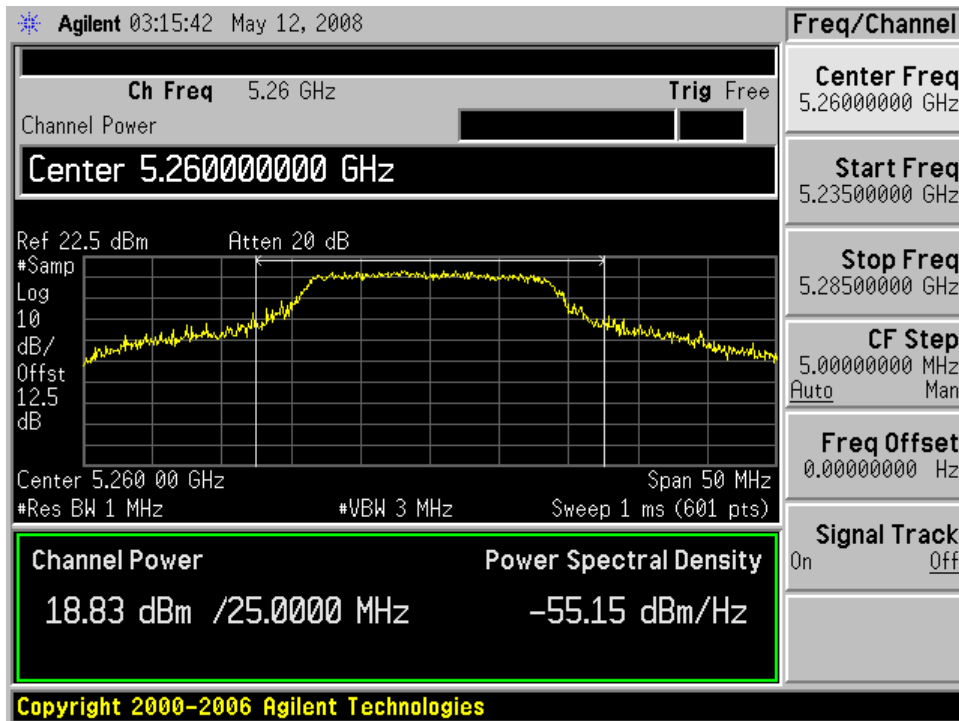 Agilent 03:15:42 May 12, 2008
Ch Freq 5.26 GHz Trig Free
Channel Power
Center 5.260000000 GHz
Ref 22.5 dBm Atten 20 dB
#Samp
Log
10
dB/
Offst
12.5
dB
Center 5.260 00 GHz Span 50 MHz
#Res BW 1 MHz #VBW 3 MHz Sweep 1 ms (601 pts)
Channel Power Power Spectral Density
18.83 dBm /25.0000 MHz -55.15 dBm/Hz
Copyright 2000-2006 Agilent Technologies
Freq/Channel
Center Freq
5.26000000 GHz
Start Freq
5.23500000 GHz
Stop Freq
5.28500000 GHz
CF Step
5.00000000 MHz
Auto Man
Freq Offset
0.00000000 Hz
Signal Track
On Off